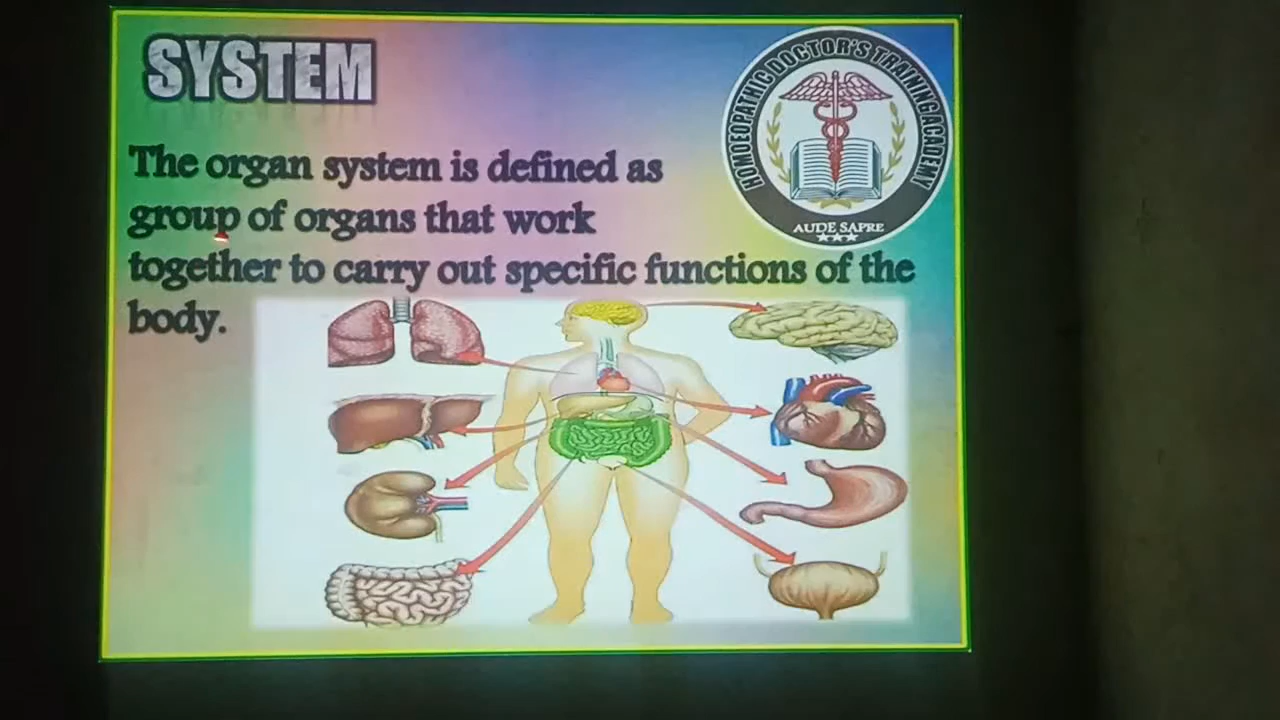 SYSTEM
HOMOEOPATHIC DOCTOR'S TRAINING ACADEMY
AUDE SAPRE
The organ system is defined as
group of organs that work
together to carry out specific functions of the
body.